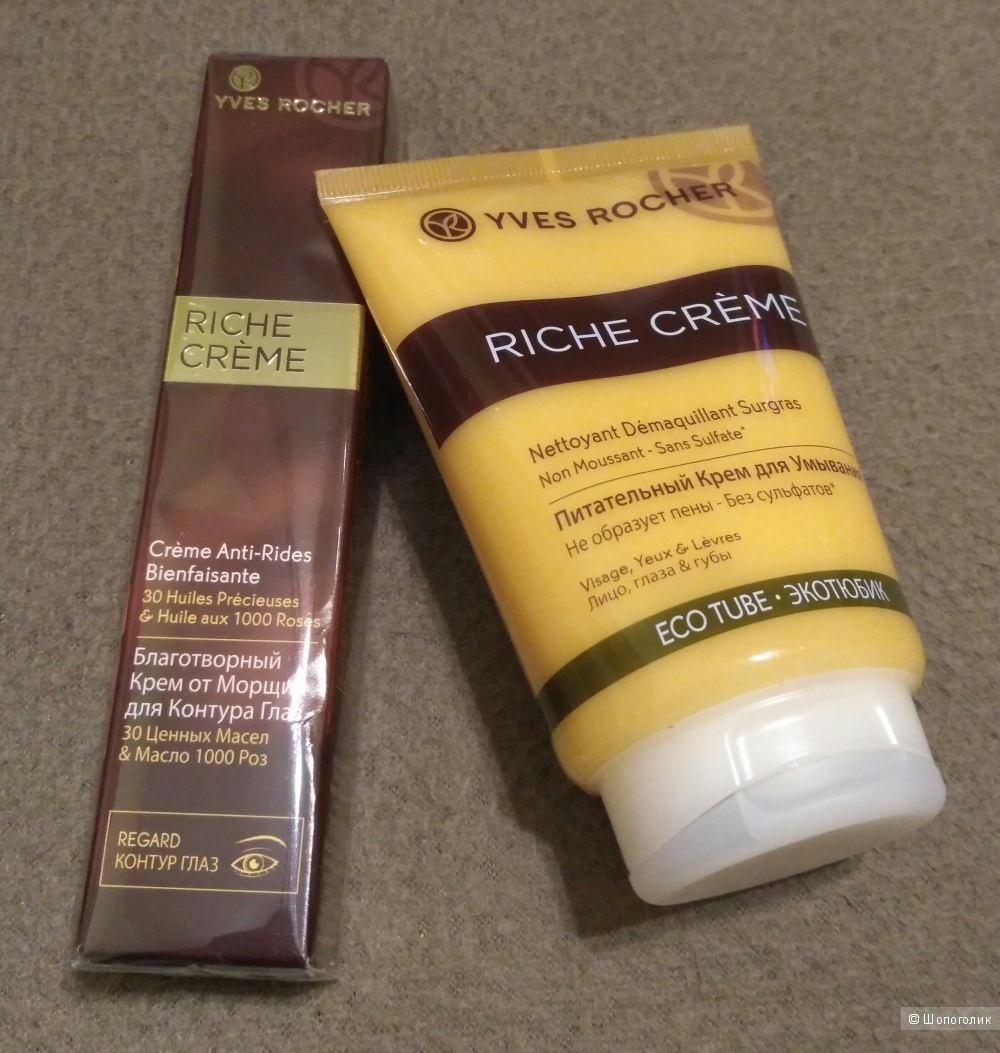 YVES ROCHER
RICHE
CRÈME
Crème Anti-Rides
Bienfaisante
30 Huiles Précieuses
& Huile aux 1000 Roses
Благотворный
Крем от Морщи
для Контура Гла
30 Ценных Масел
& Масло 1000 Роз
REGARD
КОНТУР ГЛАЗ
YVES ROCHER
RICHE CRÈME
Nettoyant Démaquillant Surgras
Non Moussant - Sans Sulfate*
Питательный Крем для Умывани
Не образует пены - Без сульфатов*
Visage, Yeux & Lèvres
Лицо, глаза & губы
ECO TUBE · ЭКОТЮБИК
© Шопоголик